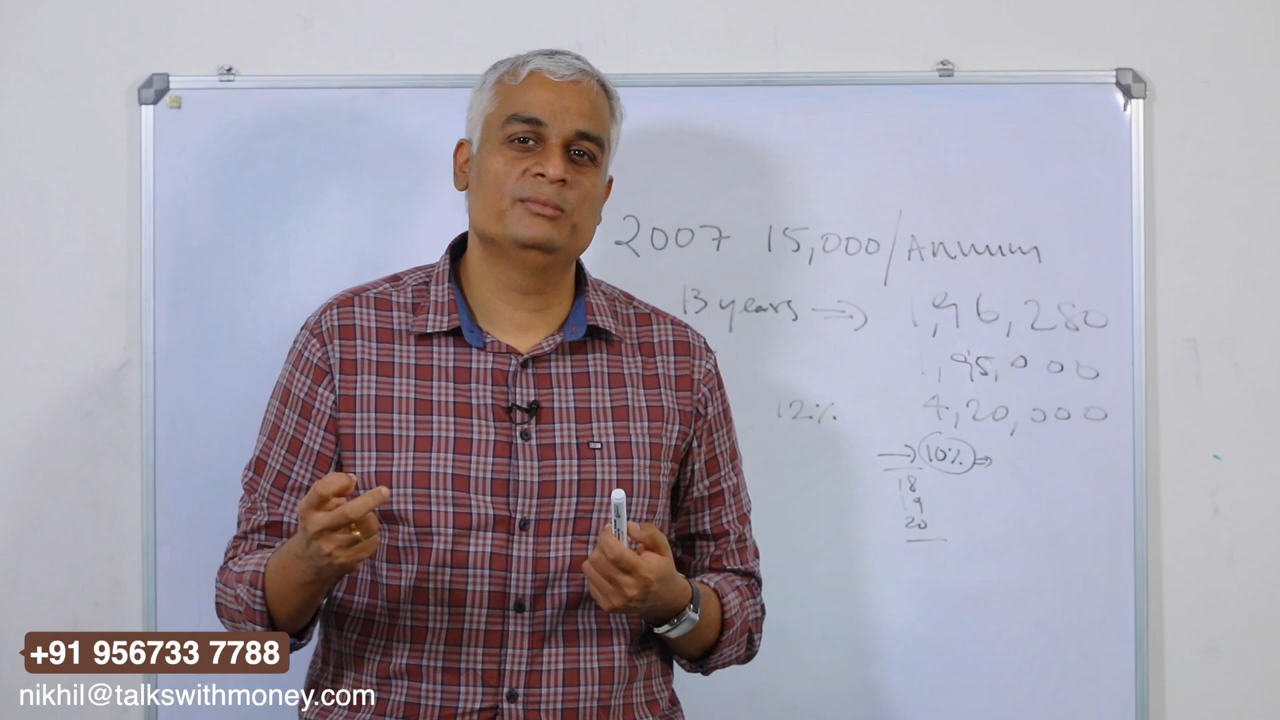 2007 15,000/Annum
13 years → 1,96,280
1,95,000
12% 4,20,000
→ 10% →
18
19
20
+91 956733 7788
nikhil@talkswithmoney.com